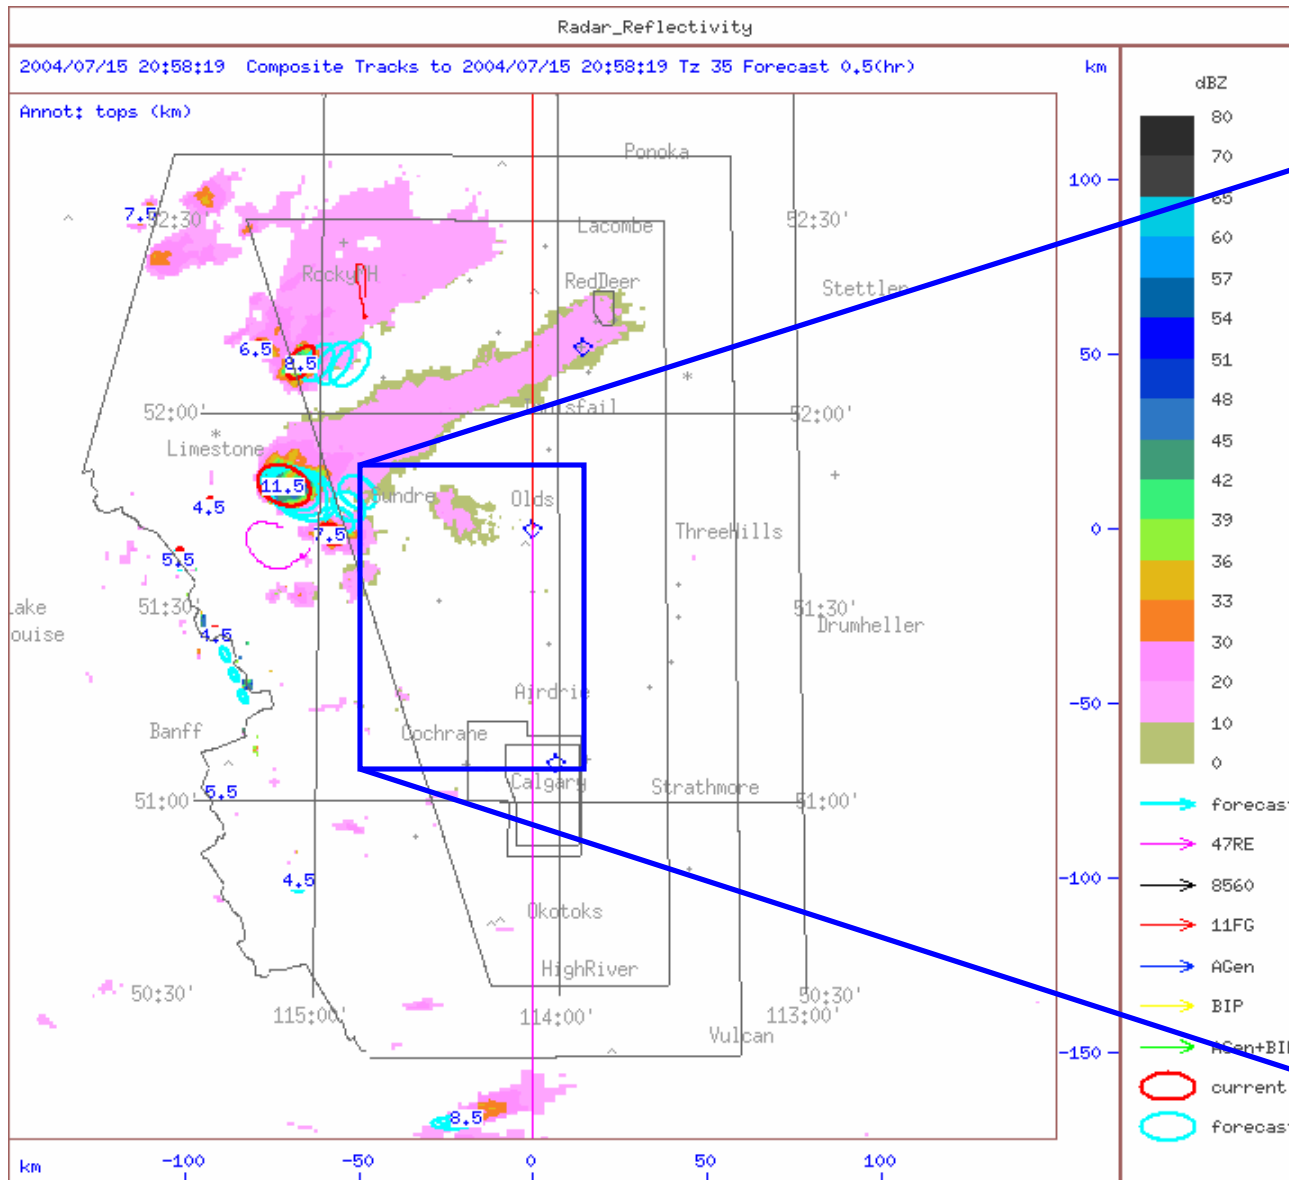 Radar_Reflectivity
2004/07/15 20:58:19 Composite Tracks to 2004/07/15 20:58:19 Tz 35 Forecast 0.5(hr)
km
Annot: tops (km)
dBZ
80
70
65
60
57
54
51
48
45
42
39
36
33
30
20
10
0
Ponoka
100
7.5
52:30'
Lacombe
52:30'
RockyMH
RedDeer
Stettler
6.5
8.5
50
52:00'
52:00'
Limestone
11.5
4.5
Sundre
Olds
7.5
ThreeHills
0
5.5
51:30'
51:30'
ouise
4.5
Drumheller
Airdrie
-50
Banff
Cochrane
5.5
Calgary
Strathmore
51:00'
51:00'
4.5
-100
Okotoks
HighRiver
50:30'
50:30'
115:00'
114:00'
113:00'
Vulcan
-150
8.5
forecast
47RE
8560
11FG
AGen
BIP
current
forecast
km
-100
-50
0
50
100